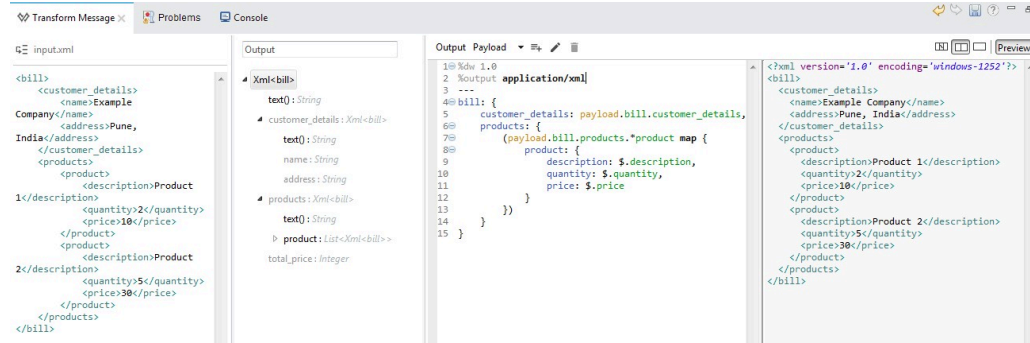 Transform Message
Problems
Console
input.xml
<bill>
<customer_details>
<name>Example
Company</name>
<address>Pune,
India</address>
</customer_details>
<products>
<product>
<description>Product
1</description>
<quantity>2</quantity>
<price>10</price>
</product>
<product>
<description>Product
2</description>
<quantity>5</quantity>
<price>30</price>
</product>
</products>
</bill>
Output
Xml<bill>
text() : String
customer_details : Xml<bill>
text() : String
name : String
address : String
products : Xml<bill>
text() : String
product : List<Xml<bill>>
total_price : Integer
Output Payload
Preview
1 %dw 1.0
2 %output application/xml
3 ---
4 bill: {
5 customer_details: payload.bill.customer_details,
6 products: {
7 (payload.bill.products.*product map {
8 product: {
9 description: $.description,
10 quantity: $.quantity,
11 price: $.price
12 }
13 })
14 }
15 }
<?xml version='1.0' encoding='windows-1252'?>
<bill>
<customer_details>
<name>Example Company</name>
<address>Pune, India</address>
</customer_details>
<products>
<product>
<description>Product 1</description>
<quantity>2</quantity>
<price>10</price>
</product>
<product>
<description>Product 2</description>
<quantity>5</quantity>
<price>30</price>
</product>
</products>
</bill>